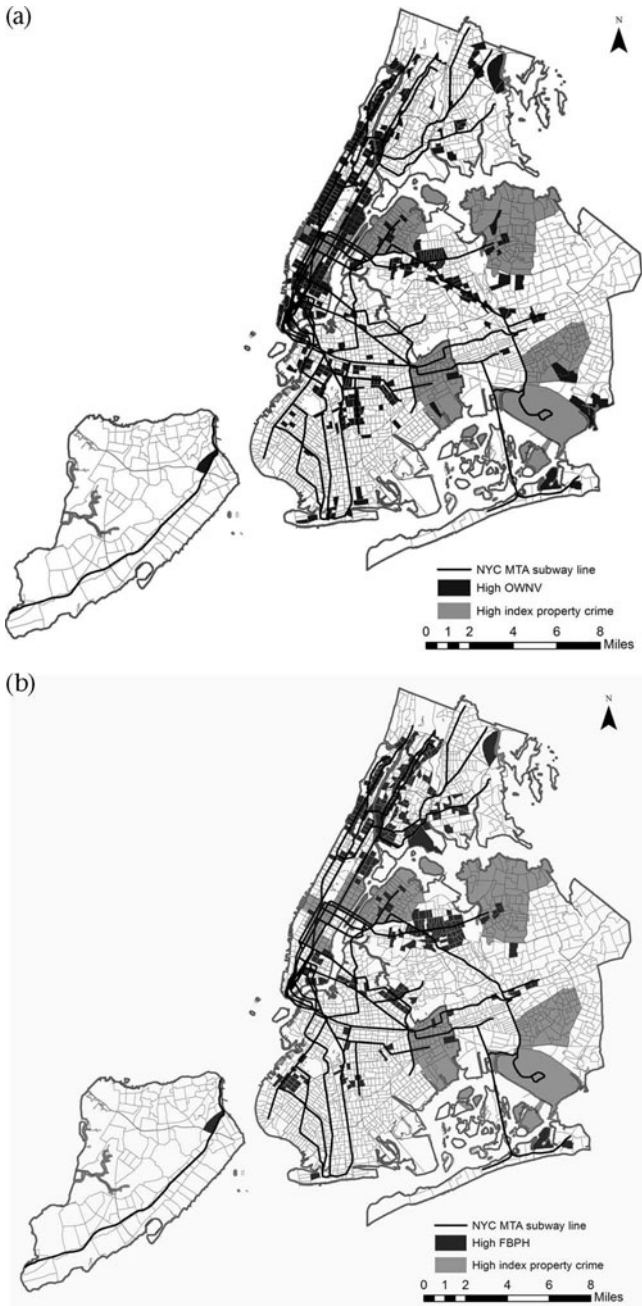 (a)
N
NYC MTA subway line
High OWNV
High index property crime
0 1 2 4 6 8
Miles
(b)
N
NYC MTA subway line
High FBPH
High index property crime
0 1 2 4 6 8
Miles